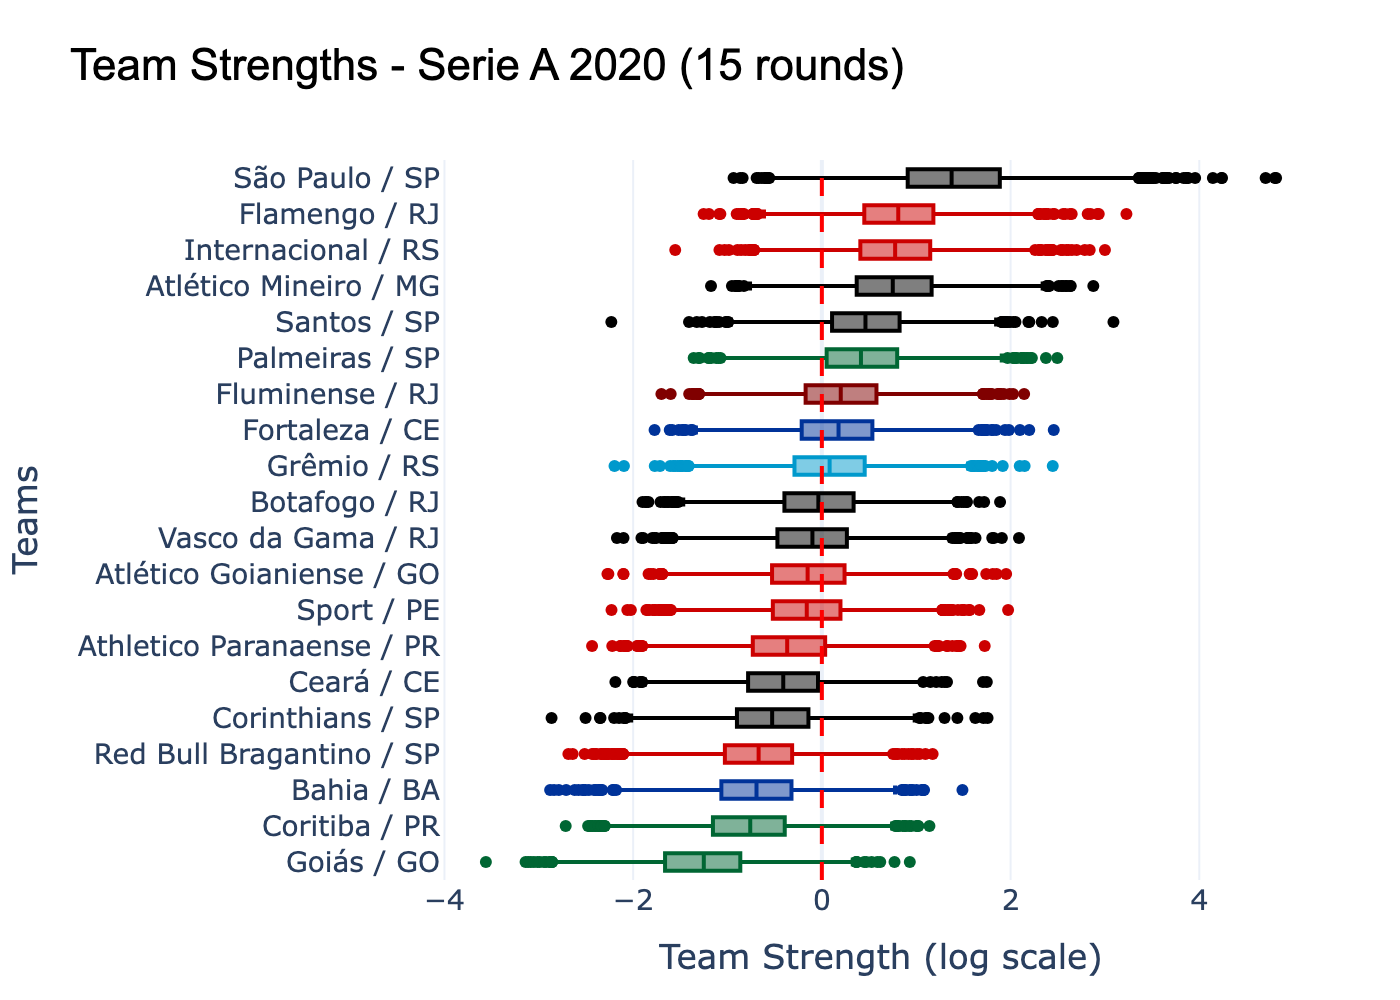 Team Strengths - Serie A 2020 (15 rounds)
São Paulo / SP
Flamengo / RJ
Internacional / RS
Atlético Mineiro / MG
Santos / SP
Palmeiras / SP
Fluminense / RJ
Fortaleza / CE
Grêmio / RS
Botafogo / RJ
Vasco da Gama / RJ
Atlético Goianiense / GO
Sport / PE
Athletico Paranaense / PR
Ceará / CE
Corinthians / SP
Red Bull Bragantino / SP
Bahia / BA
Coritiba / PR
Goiás / GO
Teams
−4 −2 0 2 4
Team Strength (log scale)